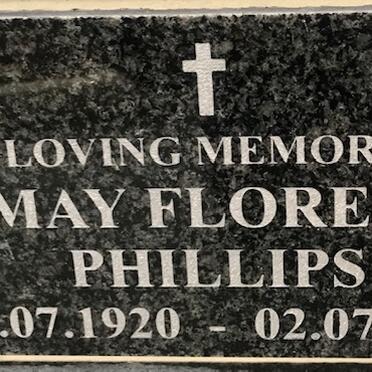 LOVING MEMOR
MAY FLORE
PHILLIPS
.07.1920 - 02.07